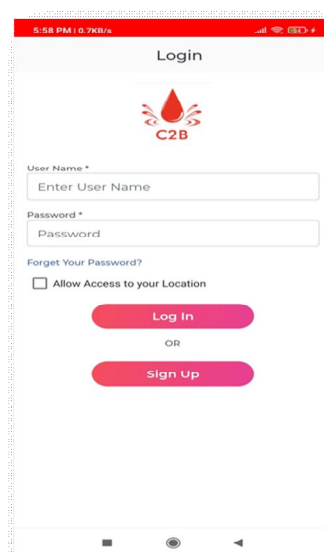 5:58 PM | 0.7KB/s
Login
C2B
User Name *
Enter User Name
Password *
Password
Forget Your Password?
Allow Access to your Location
Log In
OR
Sign Up